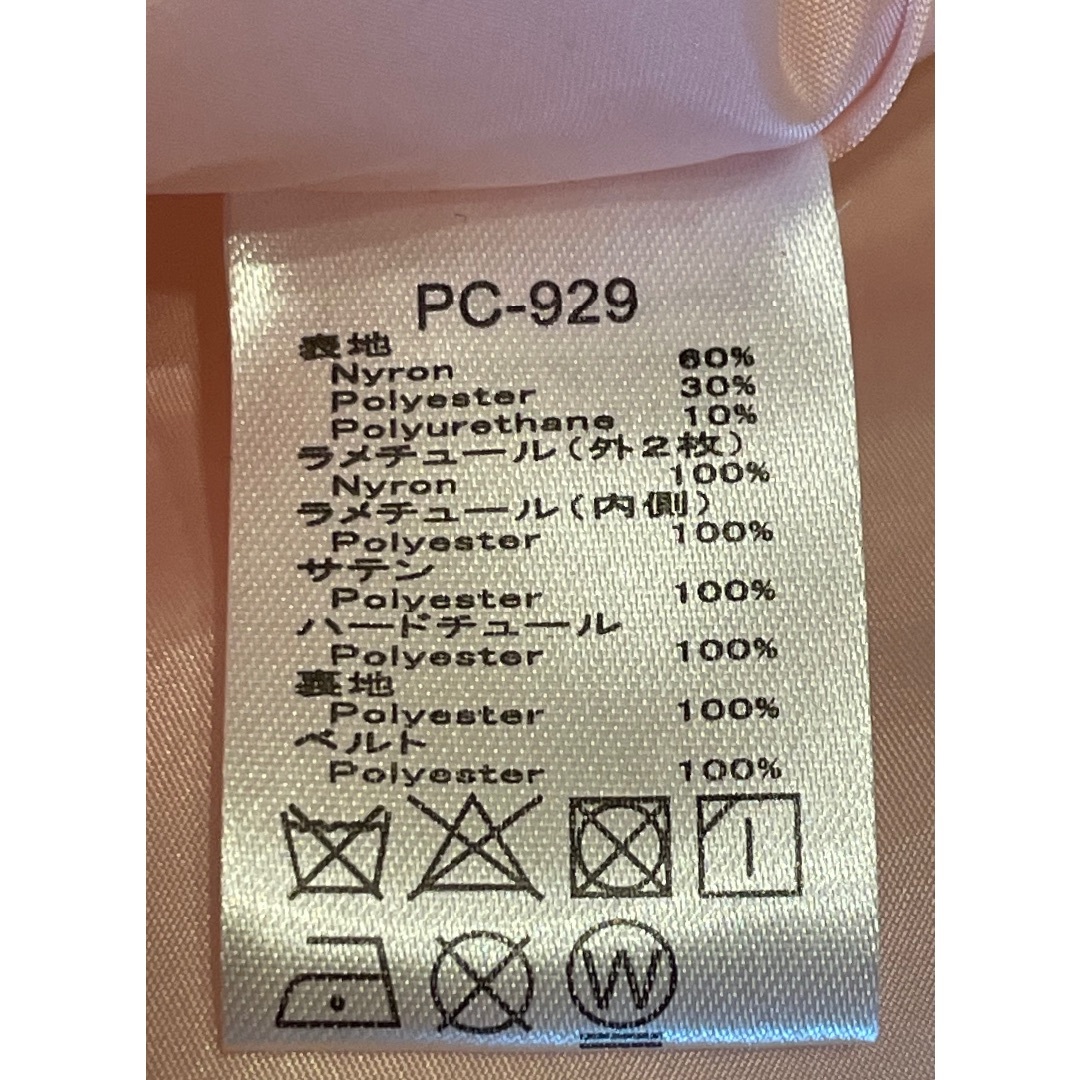 PC-929
表地
Nyron 60%
Polyester 30%
Polyurethane 10%
ラメチュール(外2枚)
Nyron 100%
ラメチュール(内側)
Polyester 100%
サテン
Polyester 100%
ハードチュール
Polyester 100%
裏地
Polyester 100%
ベルト
Polyester 100%
W